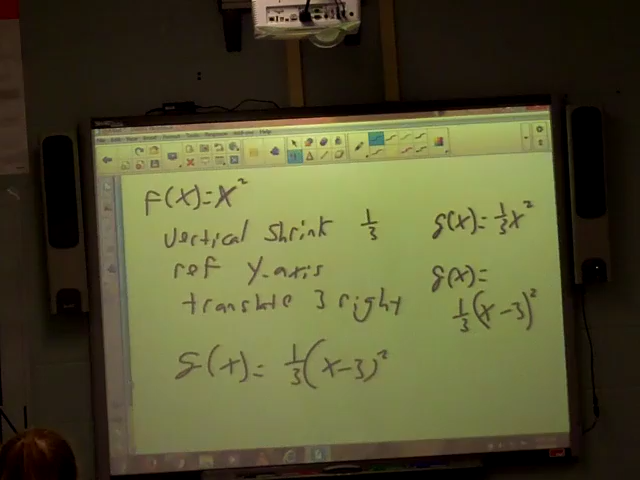 F(x)=x²
vertical shrink 1/3
ref y-axis
translate 3 right
g(x)= 1/3(x-3)²
g(x)=1/3x²
g(x)=
1/3(x-3)²